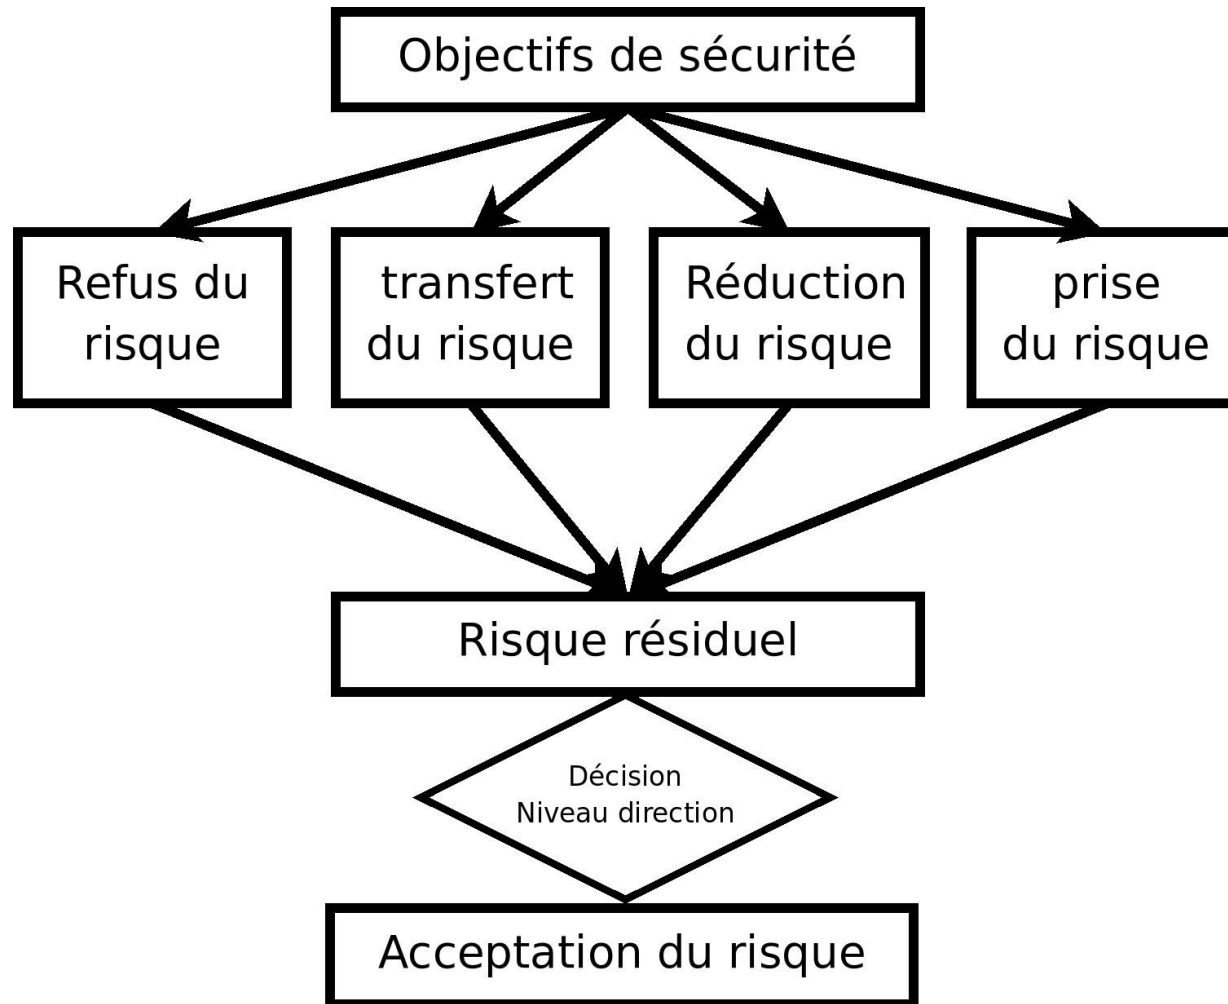 Objectifs de sécurité
Refus du
risque
transfert
du risque
Réduction
du risque
prise
du risque
Risque résiduel
Décision
Niveau direction
Acceptation du risque